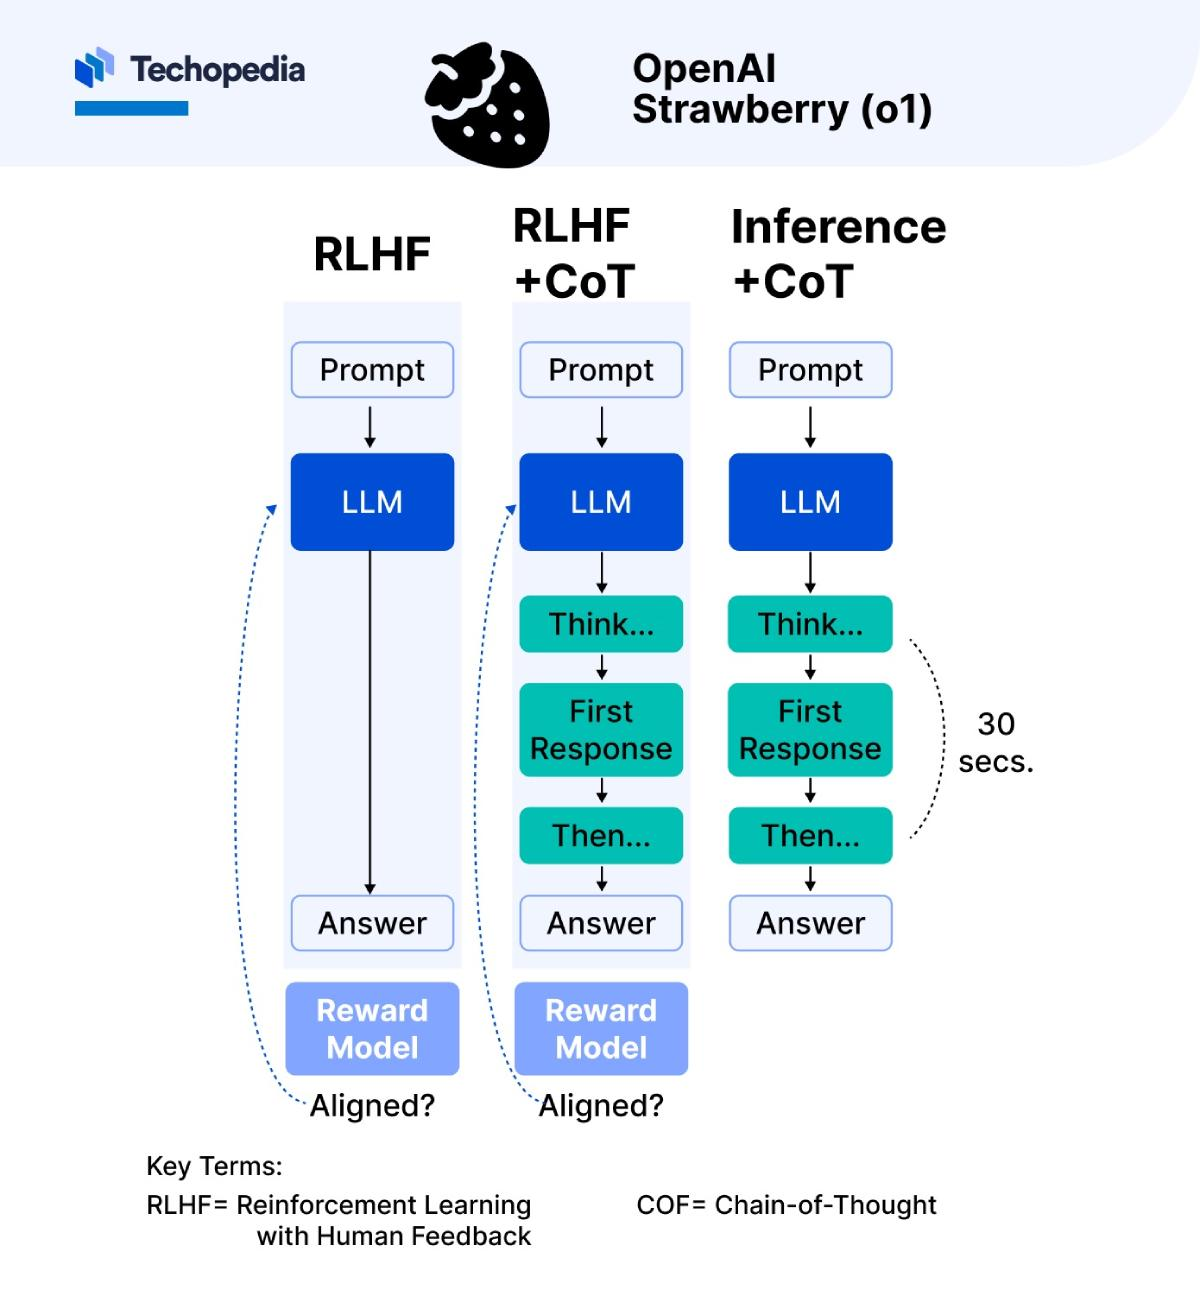 Techopedia
OpenAI
Strawberry (o1)
RLHF
Prompt
LLM
Answer
Reward
Model
Aligned?
RLHF
+CoT
Prompt
LLM
Think...
First
Response
Then...
Answer
Reward
Model
Aligned?
Inference
+CoT
Prompt
LLM
Think...
First
Response
Then...
Answer
30
secs.
Key Terms:
RLHF= Reinforcement Learning
with Human Feedback
COF= Chain-of-Thought